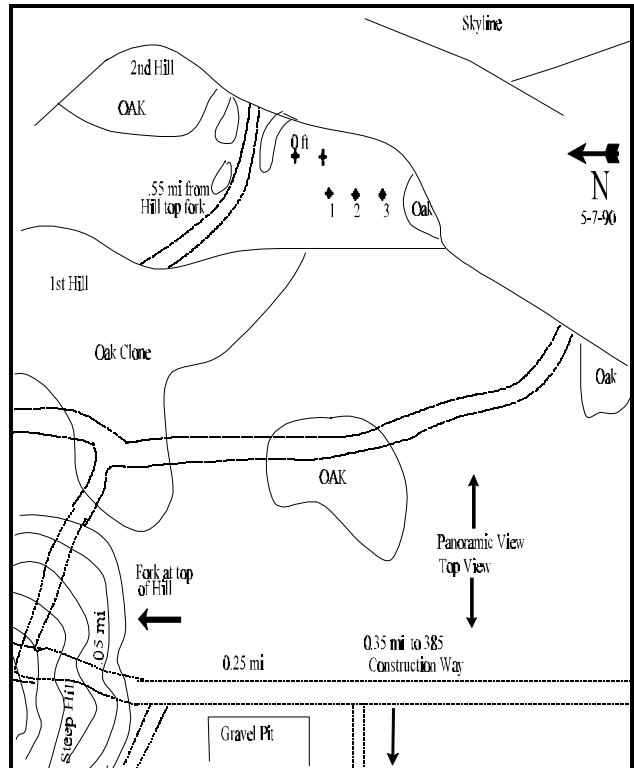 Skyline
2nd Hill
OAK
0 ft
N
5-7-90
.55 mi from
Hill top fork
1 2 3
Oak
1st Hill
Oak Clone
Oak
OAK
Panoramic View
Top View
Fork at top
of Hill
.05 mi
0.25 mi
0.35 mi to 385
Construction Way
Steep Hill
Gravel Pit